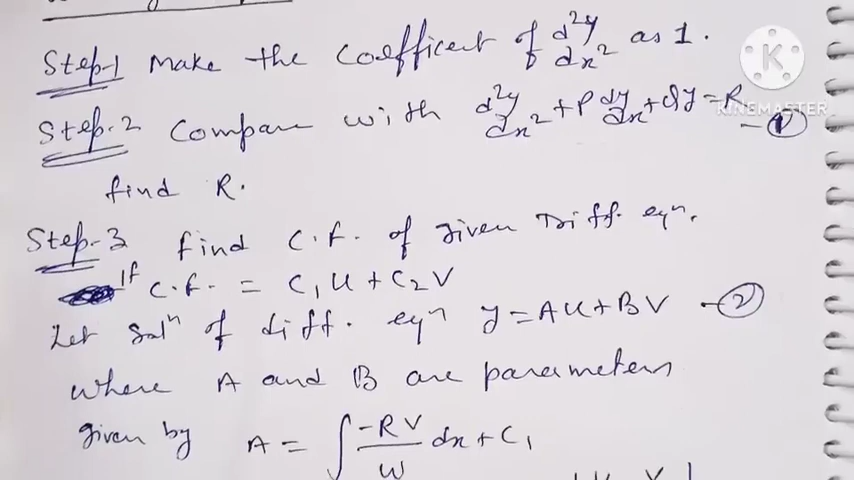 Step-1 Make the coefficent of d²y/dx² as 1.
K
KINEMASTER
Step-2 Compare with d²y/dx² + P dy/dx + Qy = R —①
find R.
Step-3 find C.F. of given Diff. eqⁿ.
If C.F. = C₁u + C₂V
Let Solⁿ of diff. eqⁿ y = Au + BV —②
where A and B are parameters
given by A = ∫ -RV/W dx + C₁